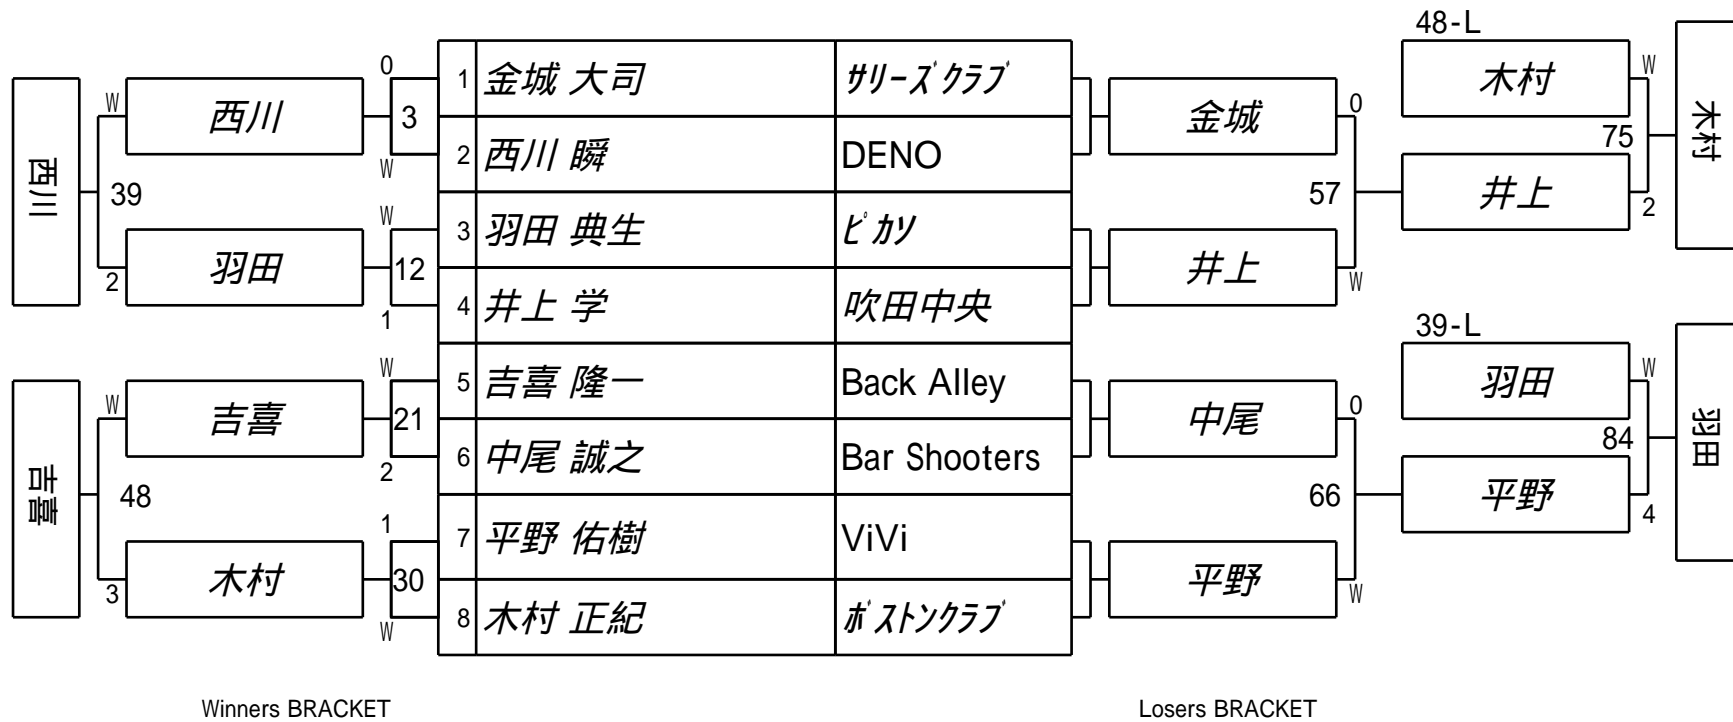 48-L
0
1 金城 大司 サリーズクラブ
W 西川 3 金城 0 木村 W
2 西川 瞬 DENO
W
西川 39 57 75 木村
W
3 羽田 典生 ピカソ
井上 2
2 羽田 12 井上 W
4 井上 学 吹田中央
1
39-L
W
5 吉喜 隆一 Back Alley
W 吉喜 21 中尾 0 羽田 W
6 中尾 誠之 Bar Shooters
2
吉喜 48 66 84 羽田
1
7 平野 佑樹 ViVi
平野 4
3 木村 30 平野 W
8 木村 正紀 ボストンクラブ
W
Winners BRACKET Losers BRACKET